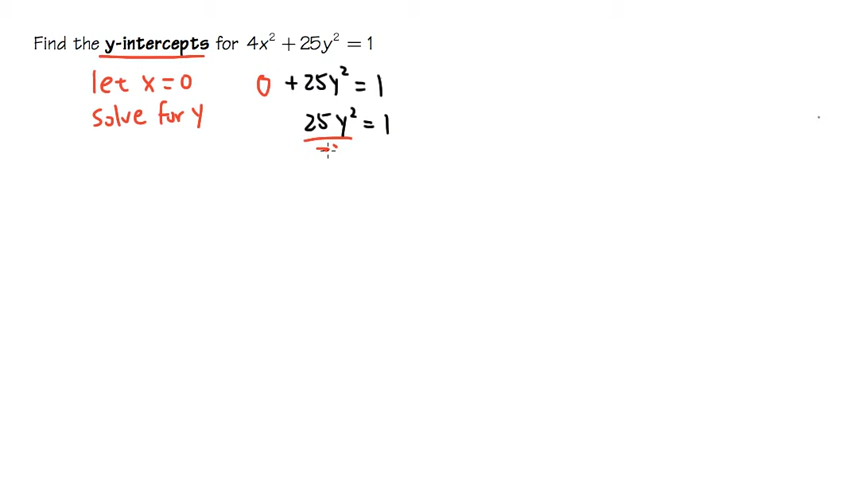 Find the y-intercepts for 4x² + 25y² = 1
let x = 0 0 + 25y² = 1
solve for y 25y² = 1